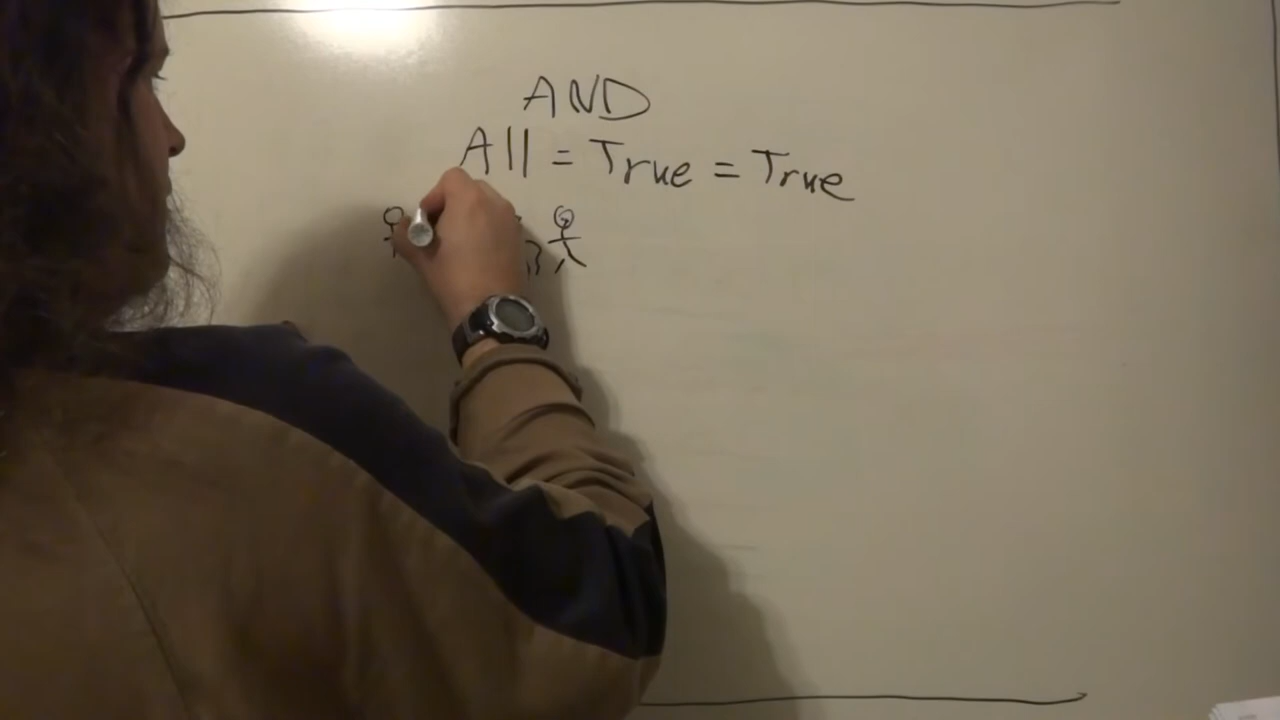 AND
All = True = True